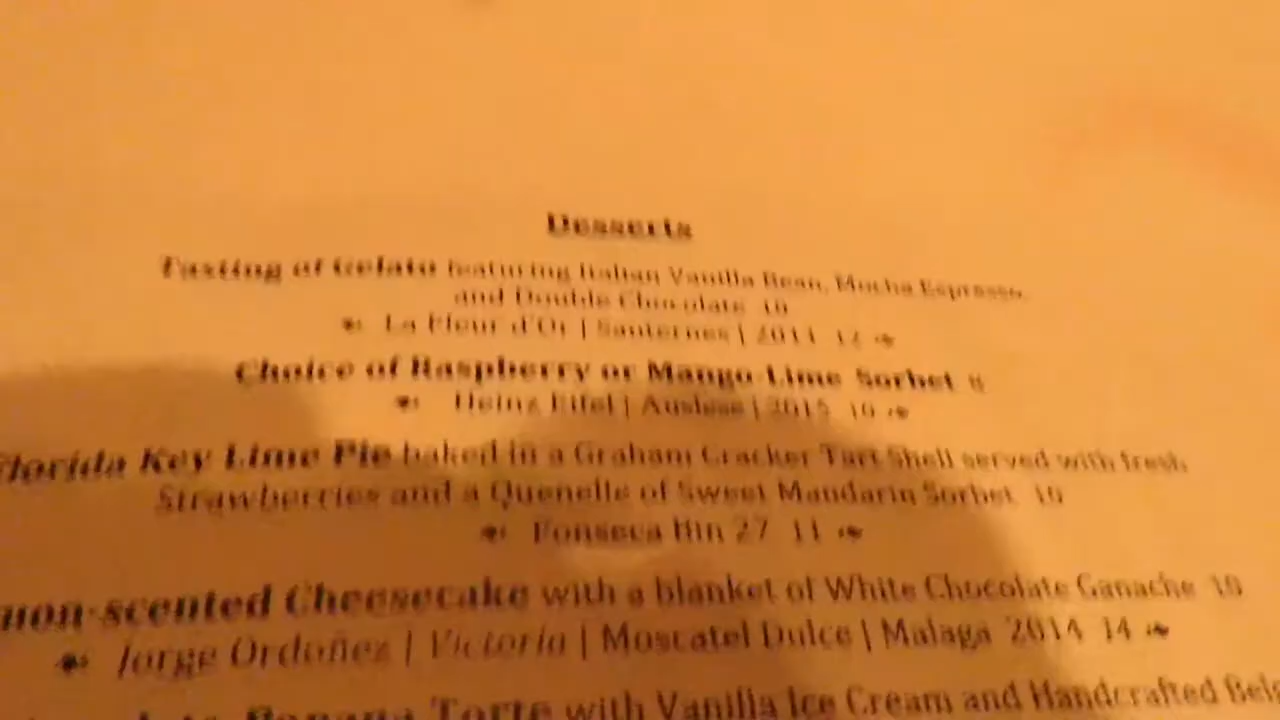 Desserts
Tasting of Gelato featuring Italian Vanilla Bean, Mocha Espresso,
and Double Chocolate 10
La Fleur d'Or | Sauternes | 2011 12
Choice of Raspberry or Mango-Lime Sorbet
Heinz Eifel | Auslese | 2015 10
Florida Key Lime Pie baked in a Graham Cracker Tart Shell served with fresh
Strawberries and a Quenelle of Sweet Mandarin Sorbet 10
Fonseca Bin 27 11
mon-scented Cheesecake with a blanket of White Chocolate Ganache 10
Jorge Ordoñez | Victoria | Moscatel Dulce | Malaga 2014 14
Banana Torte with Vanilla Ice Cream and Handcrafted